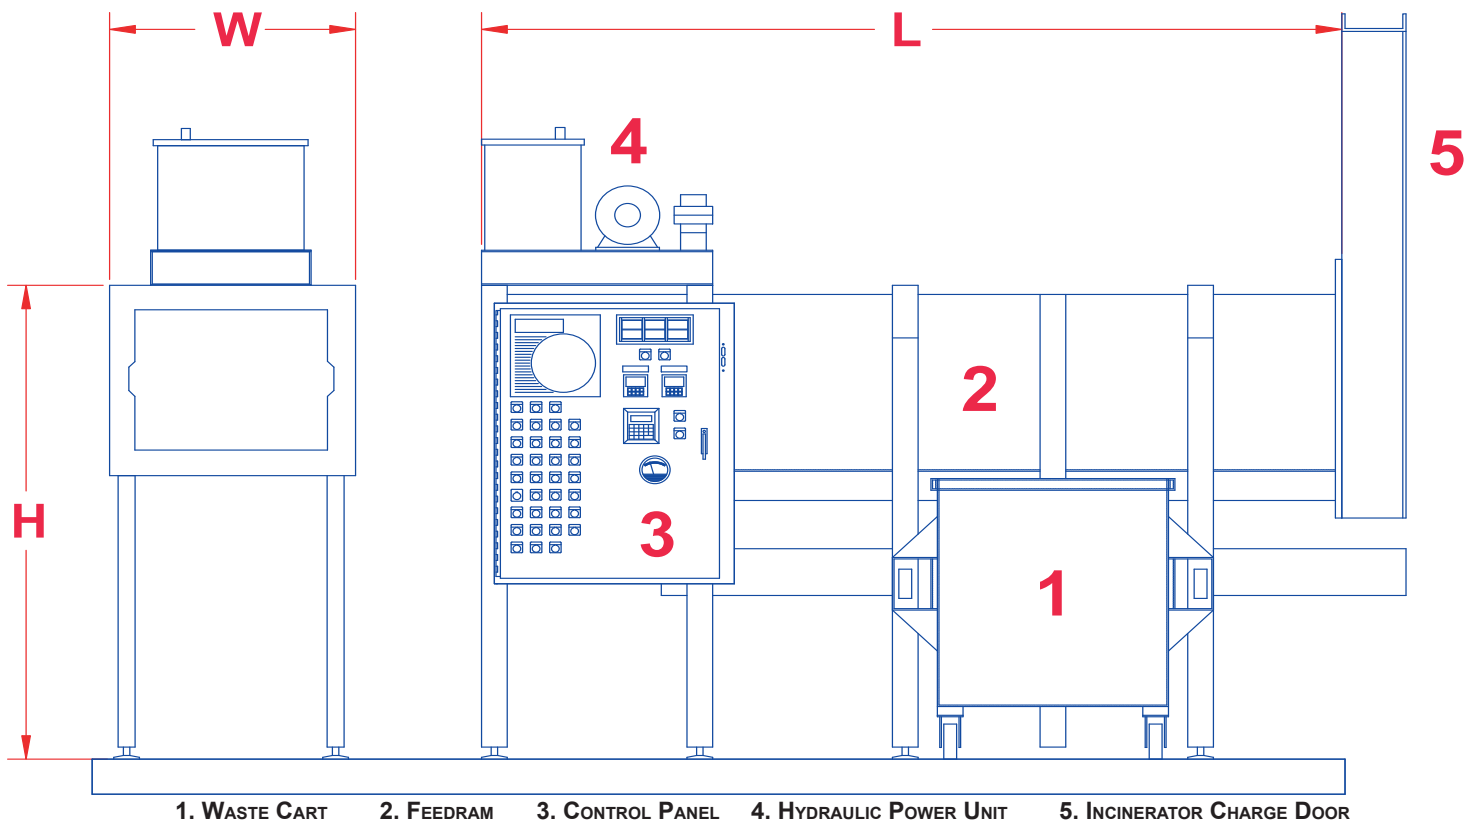 W
L
4
5
2
H
3
1
1. WASTE CART 2. FEEDRAM 3. CONTROL PANEL 4. HYDRAULIC POWER UNIT 5. INCINERATOR CHARGE DOOR